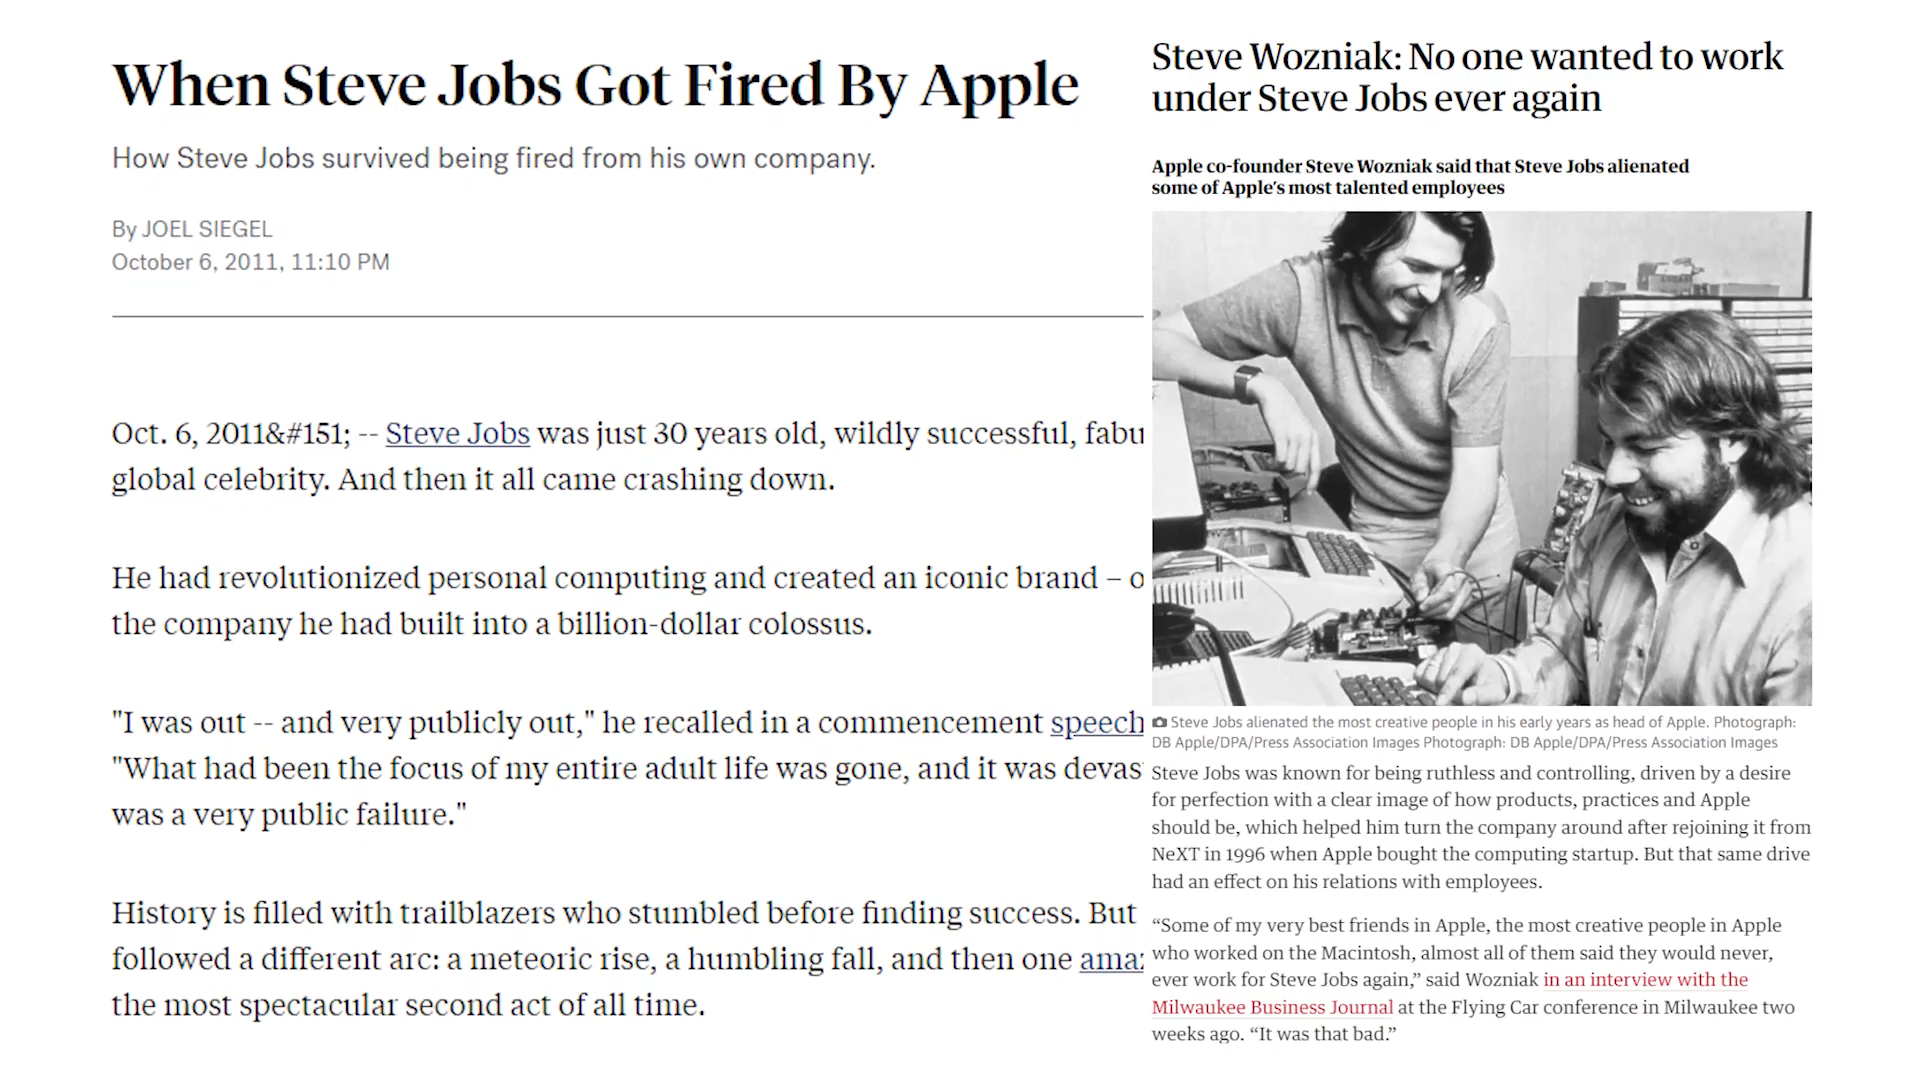 When Steve Jobs Got Fired By Apple
How Steve Jobs survived being fired from his own company.
By JOEL SIEGEL
October 6, 2011, 11:10 PM
Oct. 6, 2011&#151; -- Steve Jobs was just 30 years old, wildly successful, fabu
global celebrity. And then it all came crashing down.
He had revolutionized personal computing and created an iconic brand – o
the company he had built into a billion-dollar colossus.
"I was out -- and very publicly out," he recalled in a commencement speech
"What had been the focus of my entire adult life was gone, and it was devas
was a very public failure."
History is filled with trailblazers who stumbled before finding success. But
followed a different arc: a meteoric rise, a humbling fall, and then one amaz
the most spectacular second act of all time.
Steve Wozniak: No one wanted to work
under Steve Jobs ever again
Apple co-founder Steve Wozniak said that Steve Jobs alienated
some of Apple's most talented employees
Steve Jobs alienated the most creative people in his early years as head of Apple. Photograph:
DB Apple/DPA/Press Association Images Photograph: DB Apple/DPA/Press Association Images
Steve Jobs was known for being ruthless and controlling, driven by a desire
for perfection with a clear image of how products, practices and Apple
should be, which helped him turn the company around after rejoining it from
NeXT in 1996 when Apple bought the computing startup. But that same drive
had an effect on his relations with employees.
“Some of my very best friends in Apple, the most creative people in Apple
who worked on the Macintosh, almost all of them said they would never,
ever work for Steve Jobs again,” said Wozniak in an interview with the
Milwaukee Business Journal at the Flying Car conference in Milwaukee two
weeks ago. “It was that bad.”